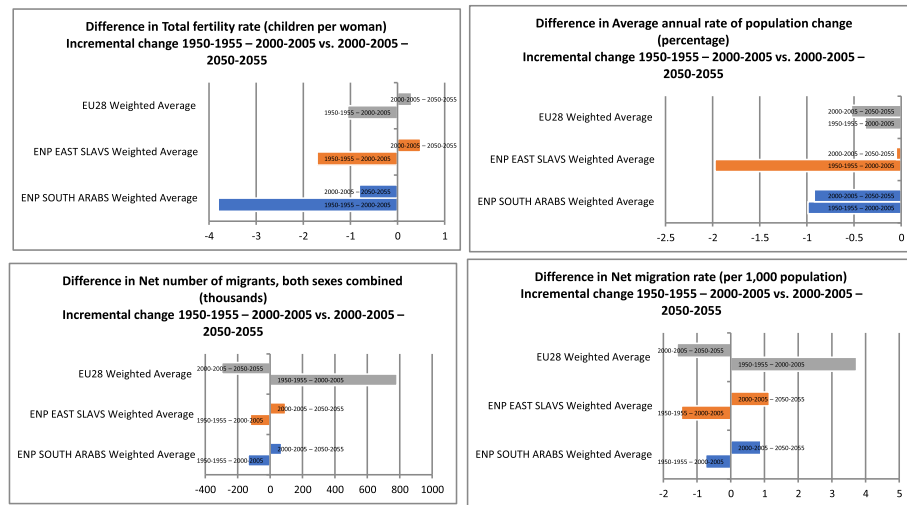 Difference in Total fertility rate (children per woman)
Incremental change 1950-1955 – 2000-2005 vs. 2000-2005 –
2050-2055
EU28 Weighted Average
2000-2005 – 2050-2055
1950-1955 – 2000-2005
ENP EAST SLAVS Weighted Average
2000-2005 – 2050-2055
1950-1955 – 2000-2005
ENP SOUTH ARABS Weighted Average
2000-2005 – 2050-2055
1950-1955 – 2000-2005
-4 -3 -2 -1 0 1
Difference in Average annual rate of population change
(percentage)
Incremental change 1950-1955 – 2000-2005 vs. 2000-2005 –
2050-2055
EU28 Weighted Average
2000-2005 – 2050-2055
1950-1955 – 2000-2005
ENP EAST SLAVS Weighted Average
2000-2005 – 2050-2055
1950-1955 – 2000-2005
ENP SOUTH ARABS Weighted Average
2000-2005 – 2050-2055
1950-1955 – 2000-2005
-2.5 -2 -1.5 -1 -0.5 0
Difference in Net number of migrants, both sexes combined
(thousands)
Incremental change 1950-1955 – 2000-2005 vs. 2000-2005 –
2050-2055
EU28 Weighted Average
2000-2005 – 2050-2055
1950-1955 – 2000-2005
ENP EAST SLAVS Weighted Average
2000-2005 – 2050-2055
1950-1955 – 2000-2005
ENP SOUTH ARABS Weighted Average
2000-2005 – 2050-2055
1950-1955 – 2000-2005
-400 -200 0 200 400 600 800 1000
Difference in Net migration rate (per 1,000 population)
Incremental change 1950-1955 – 2000-2005 vs. 2000-2005 –
2050-2055
EU28 Weighted Average
2000-2005 – 2050-2055
1950-1955 – 2000-2005
ENP EAST SLAVS Weighted Average
2000-2005 – 2050-2055
1950-1955 – 2000-2005
ENP SOUTH ARABS Weighted Average
2000-2005 – 2050-2055
1950-1955 – 2000-2005
-2 -1 0 1 2 3 4 5